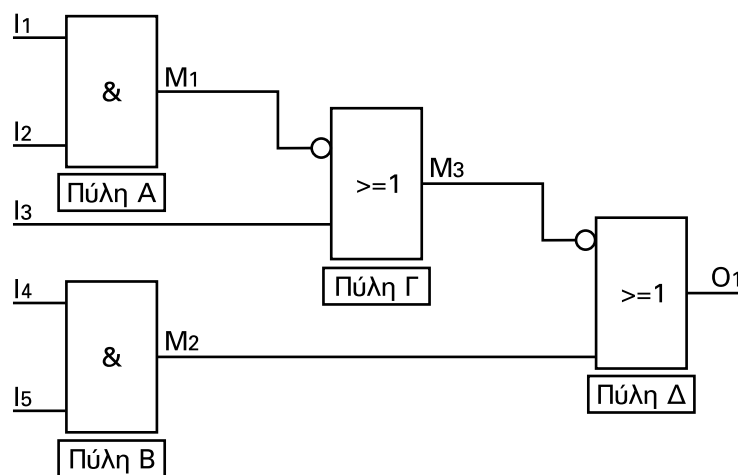 I1
&
M1
I2
Πύλη Α
I3
>=1
M3
Πύλη Γ
I4
&
M2
I5
Πύλη Β
>=1
O1
Πύλη Δ